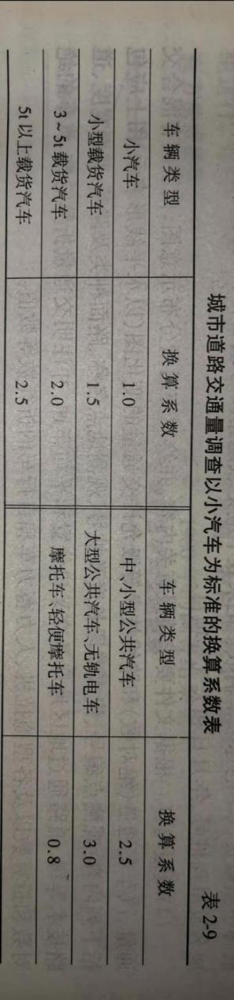 城市道路交通量调查以小汽车为标准的换算系数表 表2-9
车辆类型 换算系数 车辆类型 换算系数
小汽车 1.0 中、小型公共汽车 2.5
小型载货汽车 1.5 大型公共汽车、无轨电车 3.0
3~5t载货汽车 2.0 摩托车、轻便摩托车 0.8
5t以上载货汽车 2.5